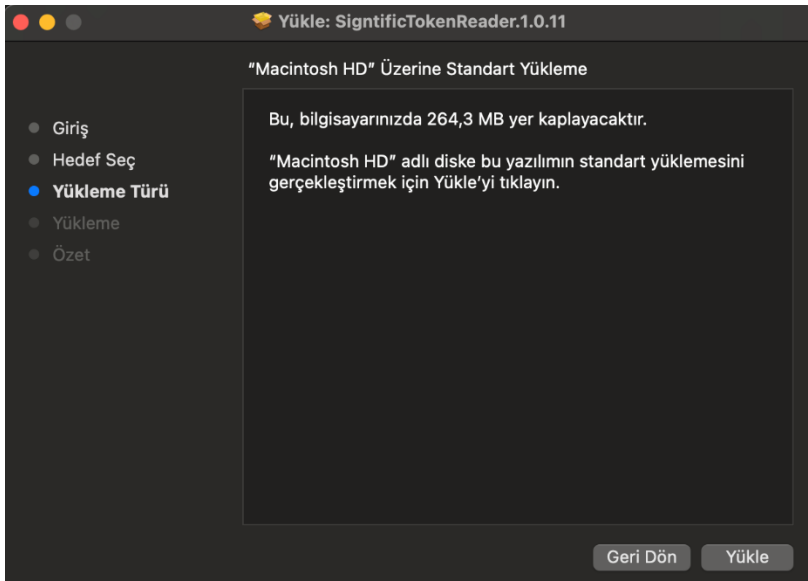 Yükle: SigntificTokenReader.1.0.11
“Macintosh HD” Üzerine Standart Yükleme
Giriş
Hedef Seç
Yükleme Türü
Yükleme
Özet
Bu, bilgisayarınızda 264,3 MB yer kaplayacaktır.
“Macintosh HD” adlı diske bu yazılımın standart yüklemesini
gerçekleştirmek için Yükle’yi tıklayın.
Geri Dön
Yükle